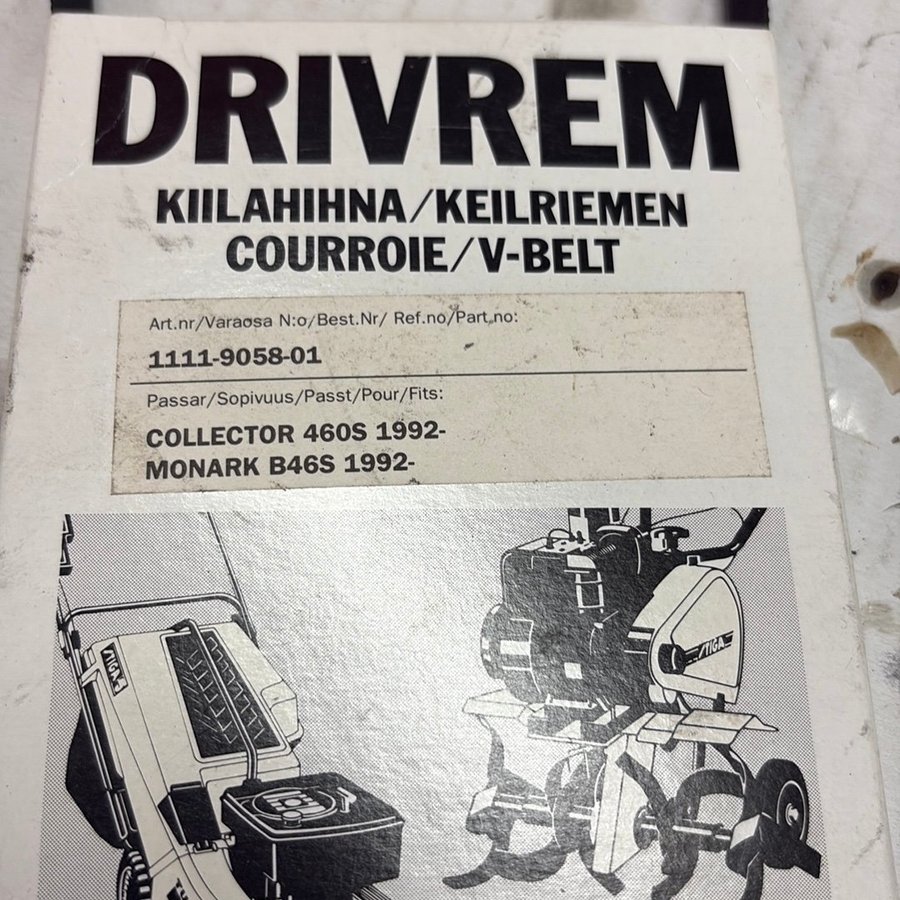 DRIVREM
KIILAHIHNA/KEILRIEMEN
COURROIE/V-BELT
Art.nr/Varaosa N:o/Best.Nr/ Ref.no/Part.no:
1111-9058-01
Passar/Sopivuus/Passt/Pour/Fits:
COLLECTOR 460S 1992-
MONARK B46S 1992-
STIGA
STIGA